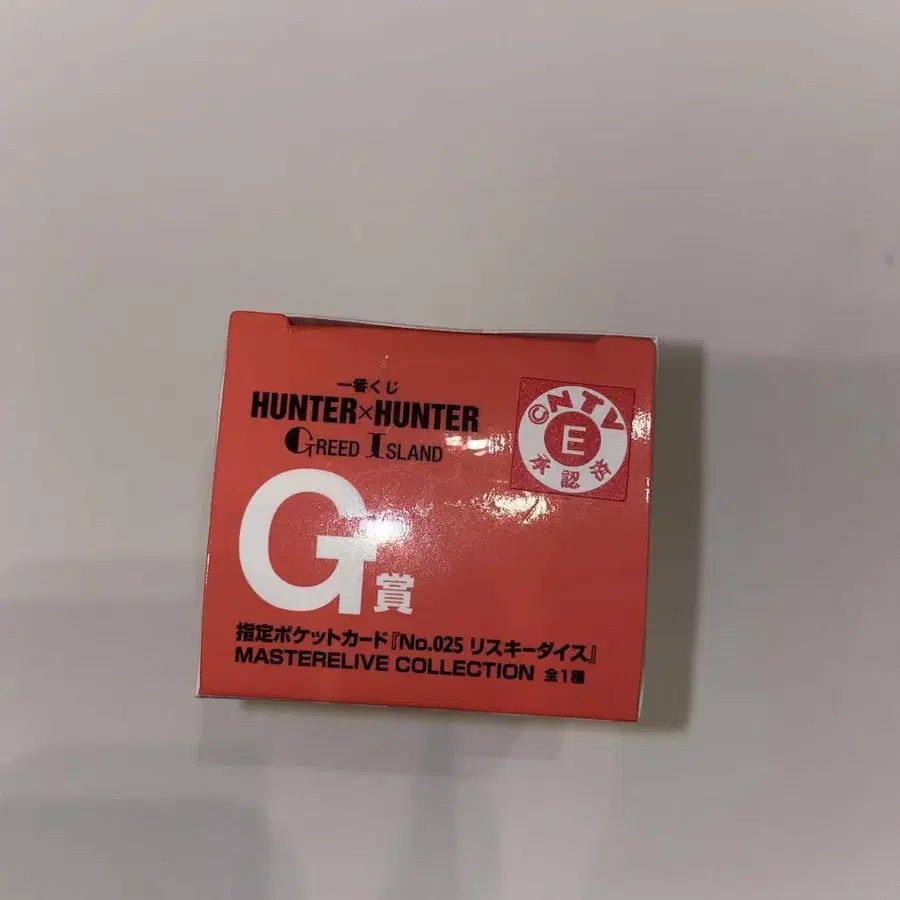 一番くじ
HUNTER×HUNTER
GREED ISLAND
G賞
指定ポケットカード『No.025 リスキーダイス』
MASTERELIVE COLLECTION 全1種
©NTV
E
承認済